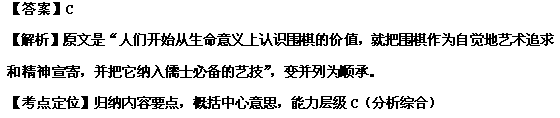 【答案】C
【解析】原文是“人们开始从生命意义上认识围棋的价值，就把围棋作为自觉地艺术追求
和精神宣寄，并把它纳入儒士必备的艺技”，变并列为顺承。
【考点定位】归纳内容要点，概括中心意思，能力层级 C（分析综合）